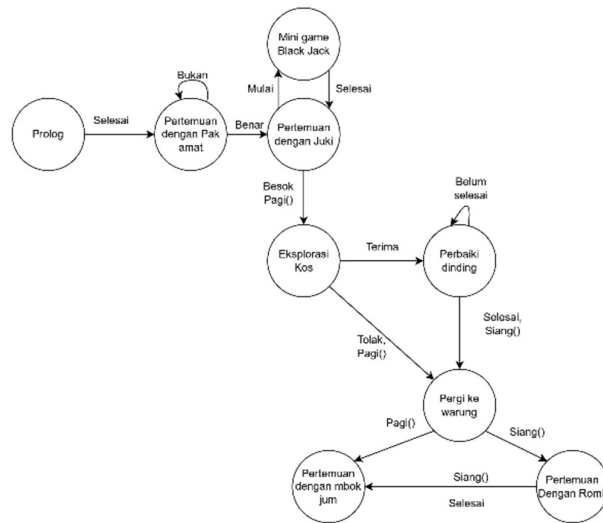 Mini game
Black Jack
Bukan
Mulai
Selesai
Prolog
Selesai
Pertemuan
dengan Pak
amat
Benar
Pertemuan
dengan Juki
Besok
Pagi()
Belum
selesai
Eksplorasi
Kos
Terima
Perbaiki
dinding
Tolak,
Pagi()
Selesai,
Siang()
Pergi ke
warung
Pagi()
Siang()
Pertemuan
dengan mbok
jum
Siang()
Selesai
Pertemuan
Dengan